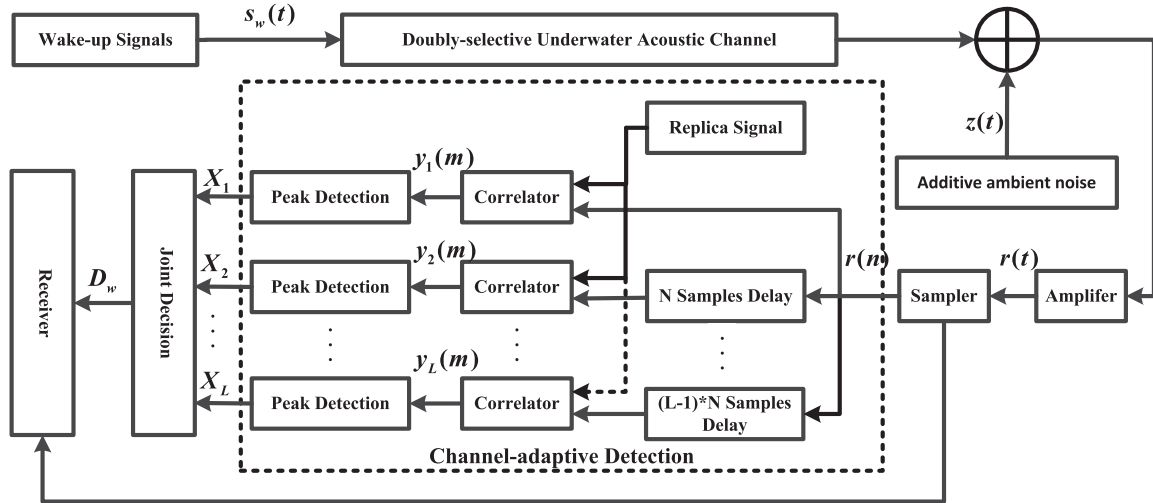 s_w(t)
Wake-up Signals
Doubly-selective Underwater Acoustic Channel
z(t)
Replica Signal
Additive ambient noise
X_1
Peak Detection
y_1(m)
Correlator
X_2
Peak Detection
y_2(m)
Correlator
N Samples Delay
r(n)
Sampler
r(t)
Amplifer
Receiver
D_w
Joint Decision
X_L
Peak Detection
y_L(m)
Correlator
(L-1)*N Samples
Delay
Channel-adaptive Detection